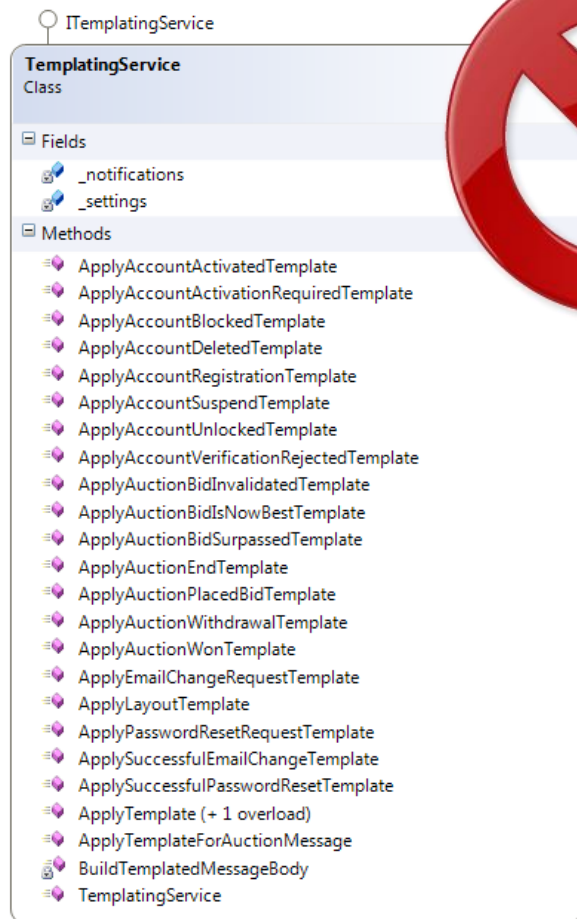 ITemplatingService
TemplatingService
Class
Fields
_notifications
_settings
Methods
ApplyAccountActivatedTemplate
ApplyAccountActivationRequiredTemplate
ApplyAccountBlockedTemplate
ApplyAccountDeletedTemplate
ApplyAccountRegistrationTemplate
ApplyAccountSuspendTemplate
ApplyAccountUnlockedTemplate
ApplyAccountVerificationRejectedTemplate
ApplyAuctionBidInvalidatedTemplate
ApplyAuctionBidIsNowBestTemplate
ApplyAuctionBidSurpassedTemplate
ApplyAuctionEndTemplate
ApplyAuctionPlacedBidTemplate
ApplyAuctionWithdrawalTemplate
ApplyAuctionWonTemplate
ApplyEmailChangeRequestTemplate
ApplyLayoutTemplate
ApplyPasswordResetRequestTemplate
ApplySuccessfulEmailChangeTemplate
ApplySuccessfulPasswordResetTemplate
ApplyTemplate (+ 1 overload)
ApplyTemplateForAuctionMessage
BuildTemplatedMessageBody
TemplatingService